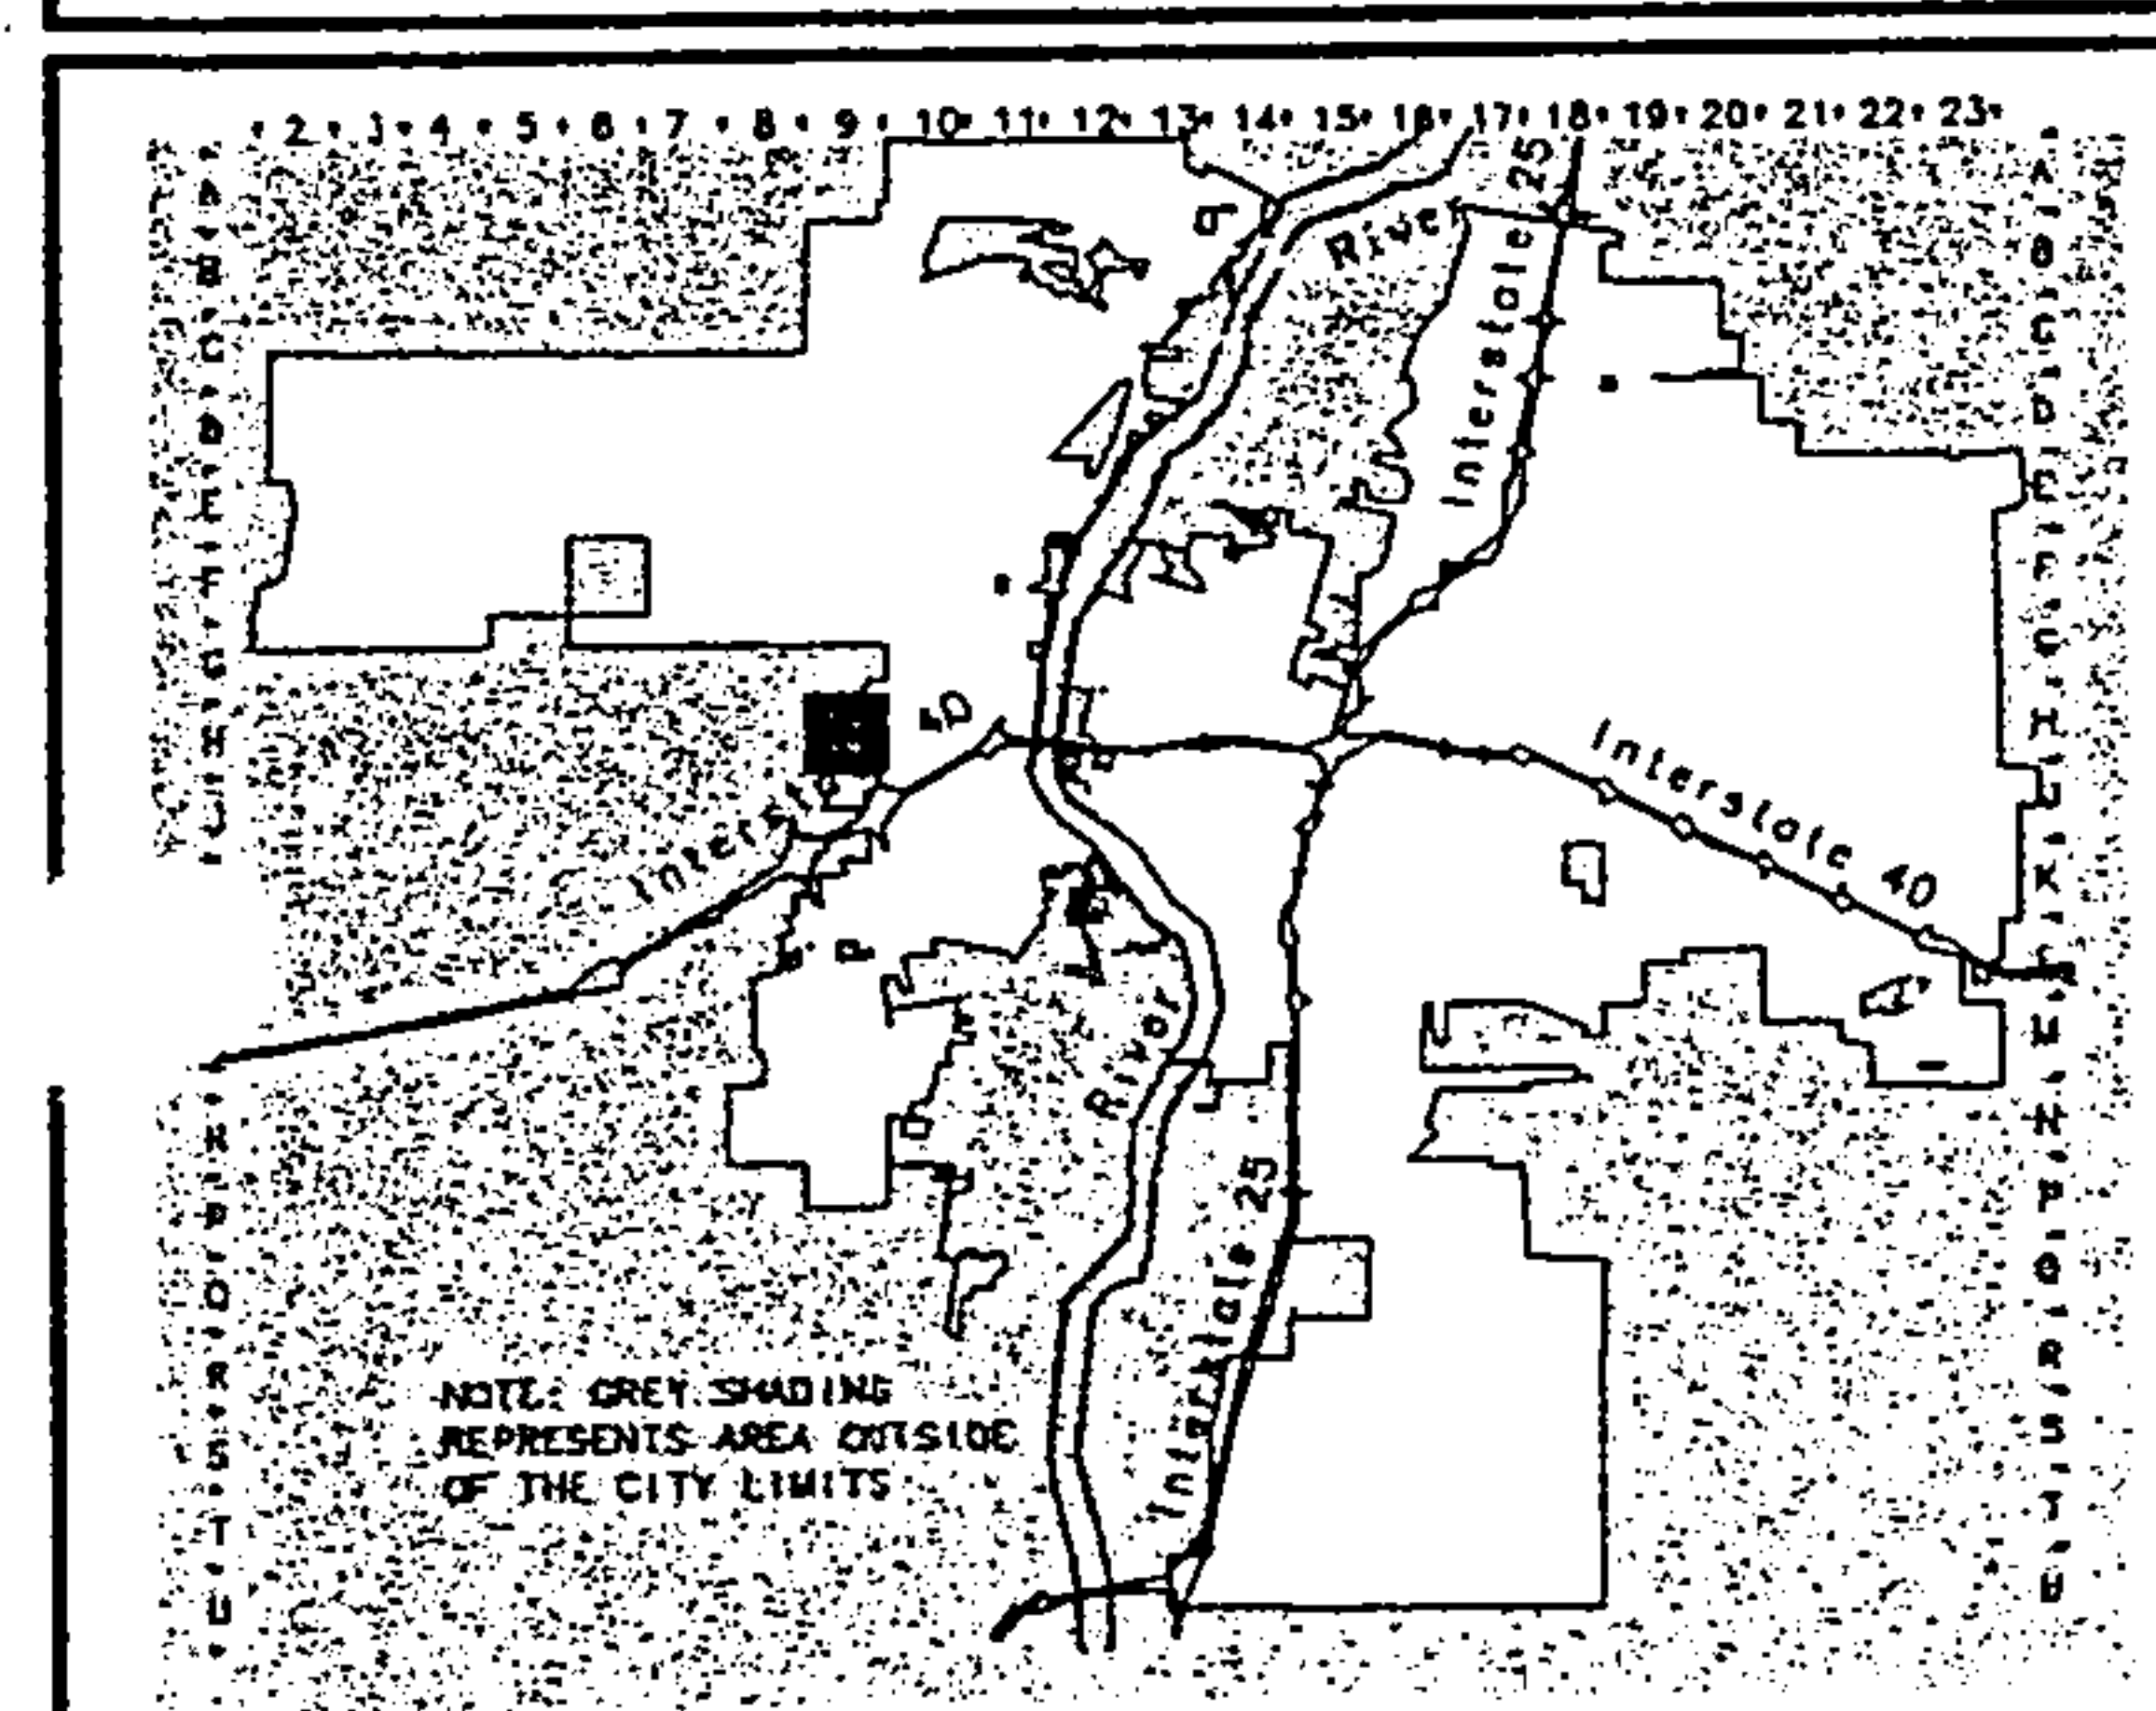 2 3 4 5 6 7 8 9 10 11 12 13 14 15 16 17 18 19 20 21 22 23
River
Interstate 25
40
Interstate 40
River
Interstate 25
NOTE: GREY SHADING
REPRESENTS AREA OUTSIDE
OF THE CITY LIMITS
A
B
C
D
E
F
G
H
J
N
P
Q
R
S
T
U
A
B
C
D
E
F
G
H
J
K
L
M
N
P
Q
R
S
T
U